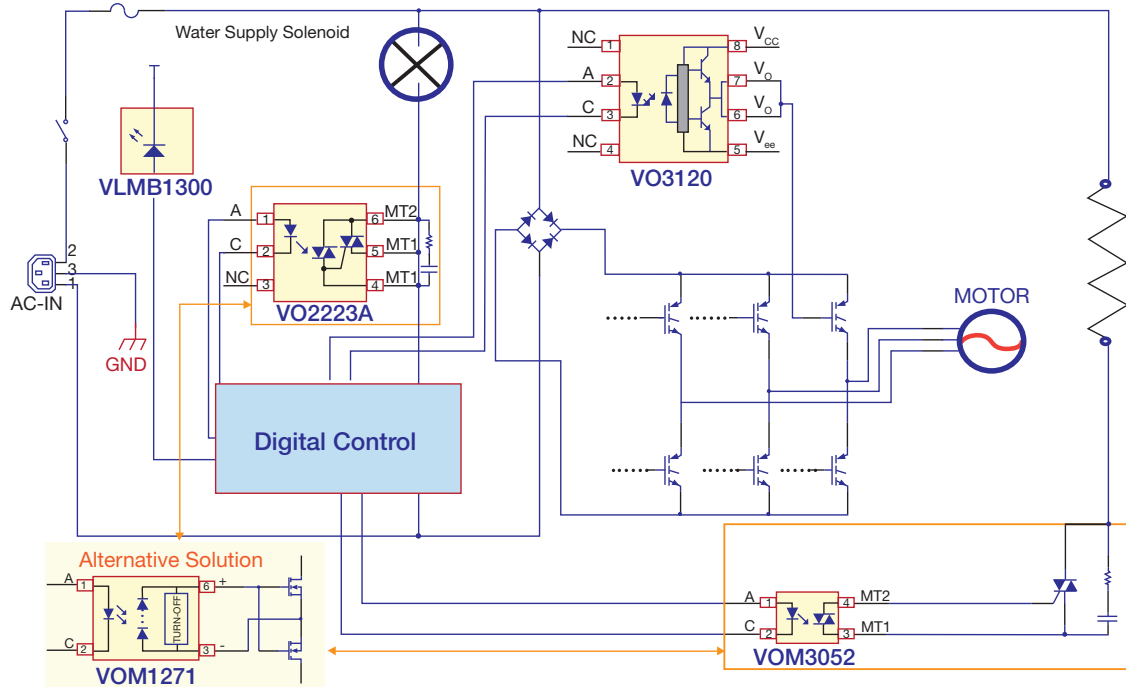 Water Supply Solenoid
NC 1
A 2
C 3
NC 4
8 VCC
7 VO
6 VO
5 Vee
VO3120
VLMB1300
A 1
C 2
NC 3
6 MT2
5 MT1
4 MT1
VO2223A
2
3
1
AC-IN
GND
MOTOR
Digital Control
Alternative Solution
A 1
C 2
TURN-OFF
6 +
3 -
VOM1271
A 1
C 2
4 MT2
3 MT1
VOM3052